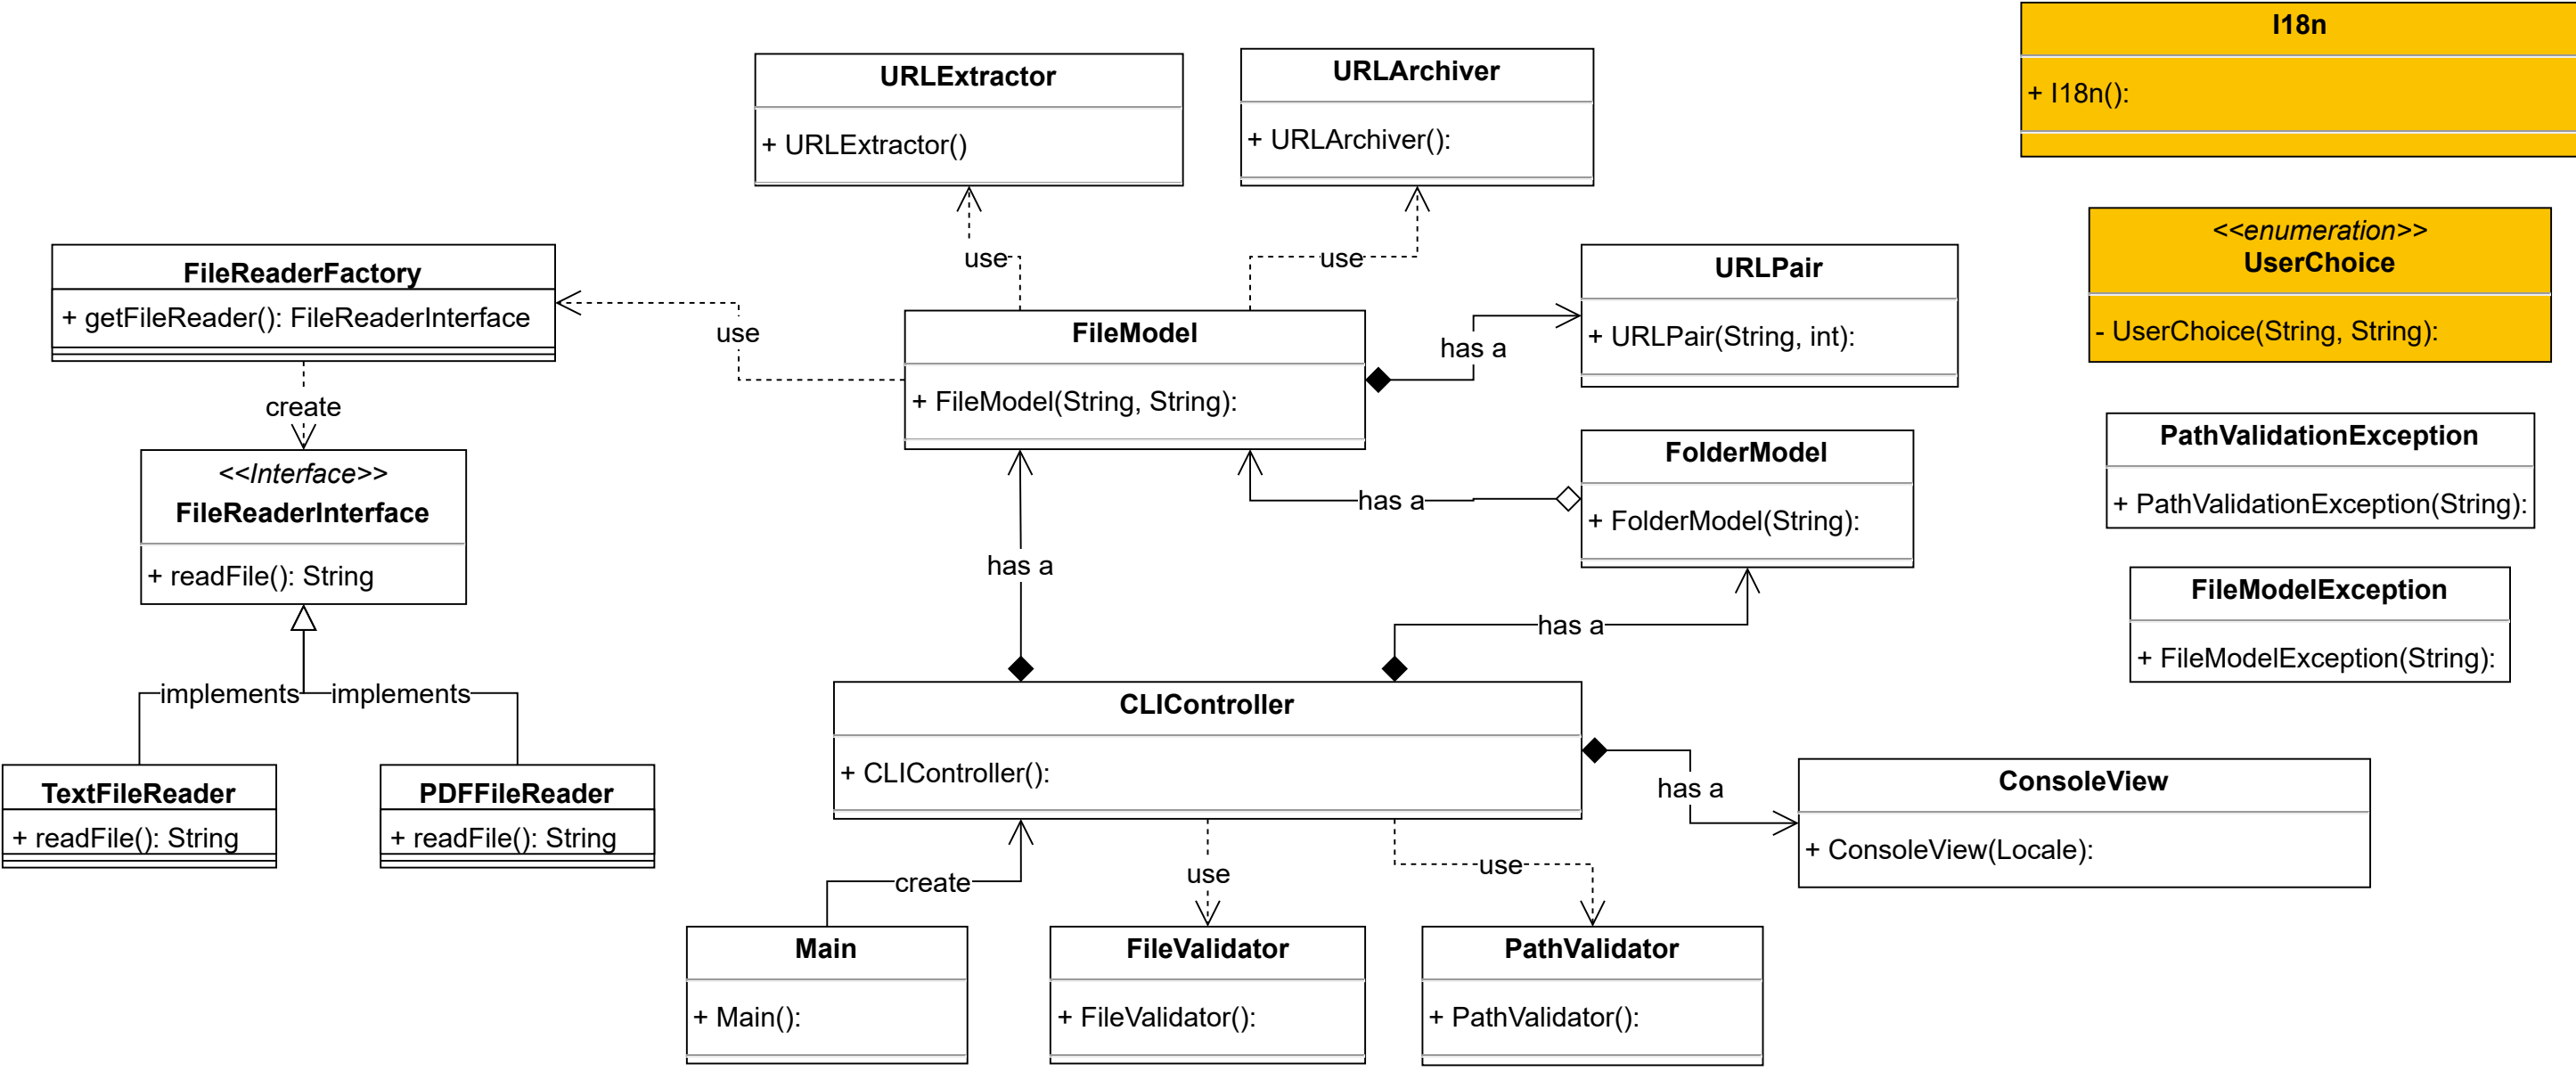 I18n
+ I18n():
URLExtractor
+ URLExtractor()
URLArchiver
+ URLArchiver():
<<enumeration>>
UserChoice
- UserChoice(String, String):
use
use
FileReaderFactory
+ getFileReader(): FileReaderInterface
use
FileModel
+ FileModel(String, String):
has a
URLPair
+ URLPair(String, int):
create
<<Interface>>
FileReaderInterface
+ readFile(): String
has a
FolderModel
+ FolderModel(String):
PathValidationException
+ PathValidationException(String):
has a
has a
FileModelException
+ FileModelException(String):
implements
implements
TextFileReader
+ readFile(): String
PDFFileReader
+ readFile(): String
CLIController
+ CLIController():
has a
ConsoleView
+ ConsoleView(Locale):
create
use
use
Main
+ Main():
FileValidator
+ FileValidator():
PathValidator
+ PathValidator():